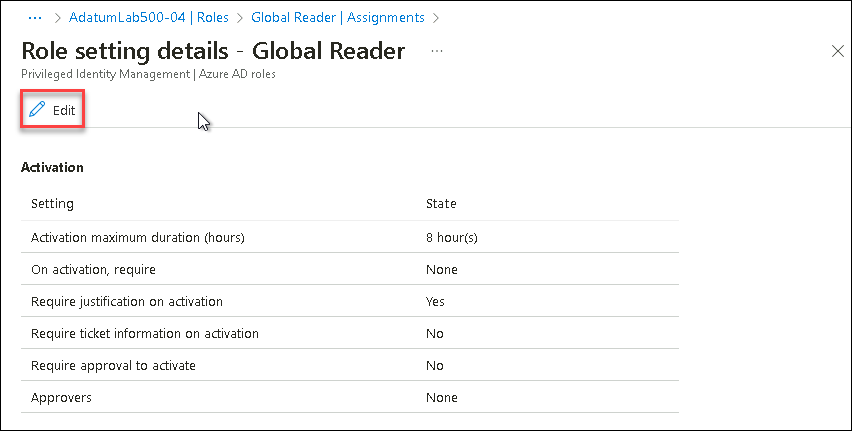 ··· > AdatumLab500-04 | Roles > Global Reader | Assignments >
Role setting details - Global Reader ···
Privileged Identity Management | Azure AD roles
Edit
Activation
Setting State
Activation maximum duration (hours) 8 hour(s)
On activation, require None
Require justification on activation Yes
Require ticket information on activation No
Require approval to activate No
Approvers None